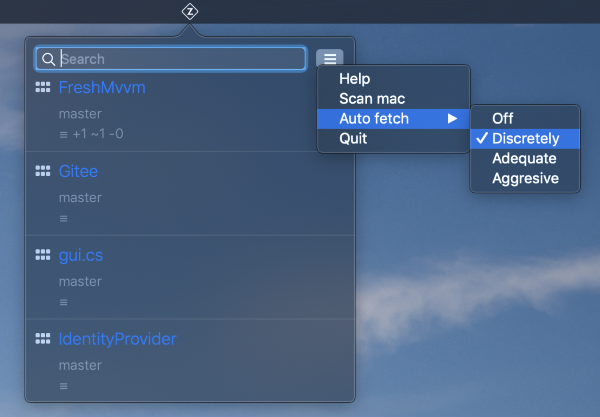 Z
Search
FreshMvvm
master
≡ +1 ~1 -0
Gitee
master
≡
gui.cs
master
≡
IdentityProvider
master
≡
Help
Scan mac
Auto fetch
Quit
Off
✓ Discretely
Adequate
Aggresive